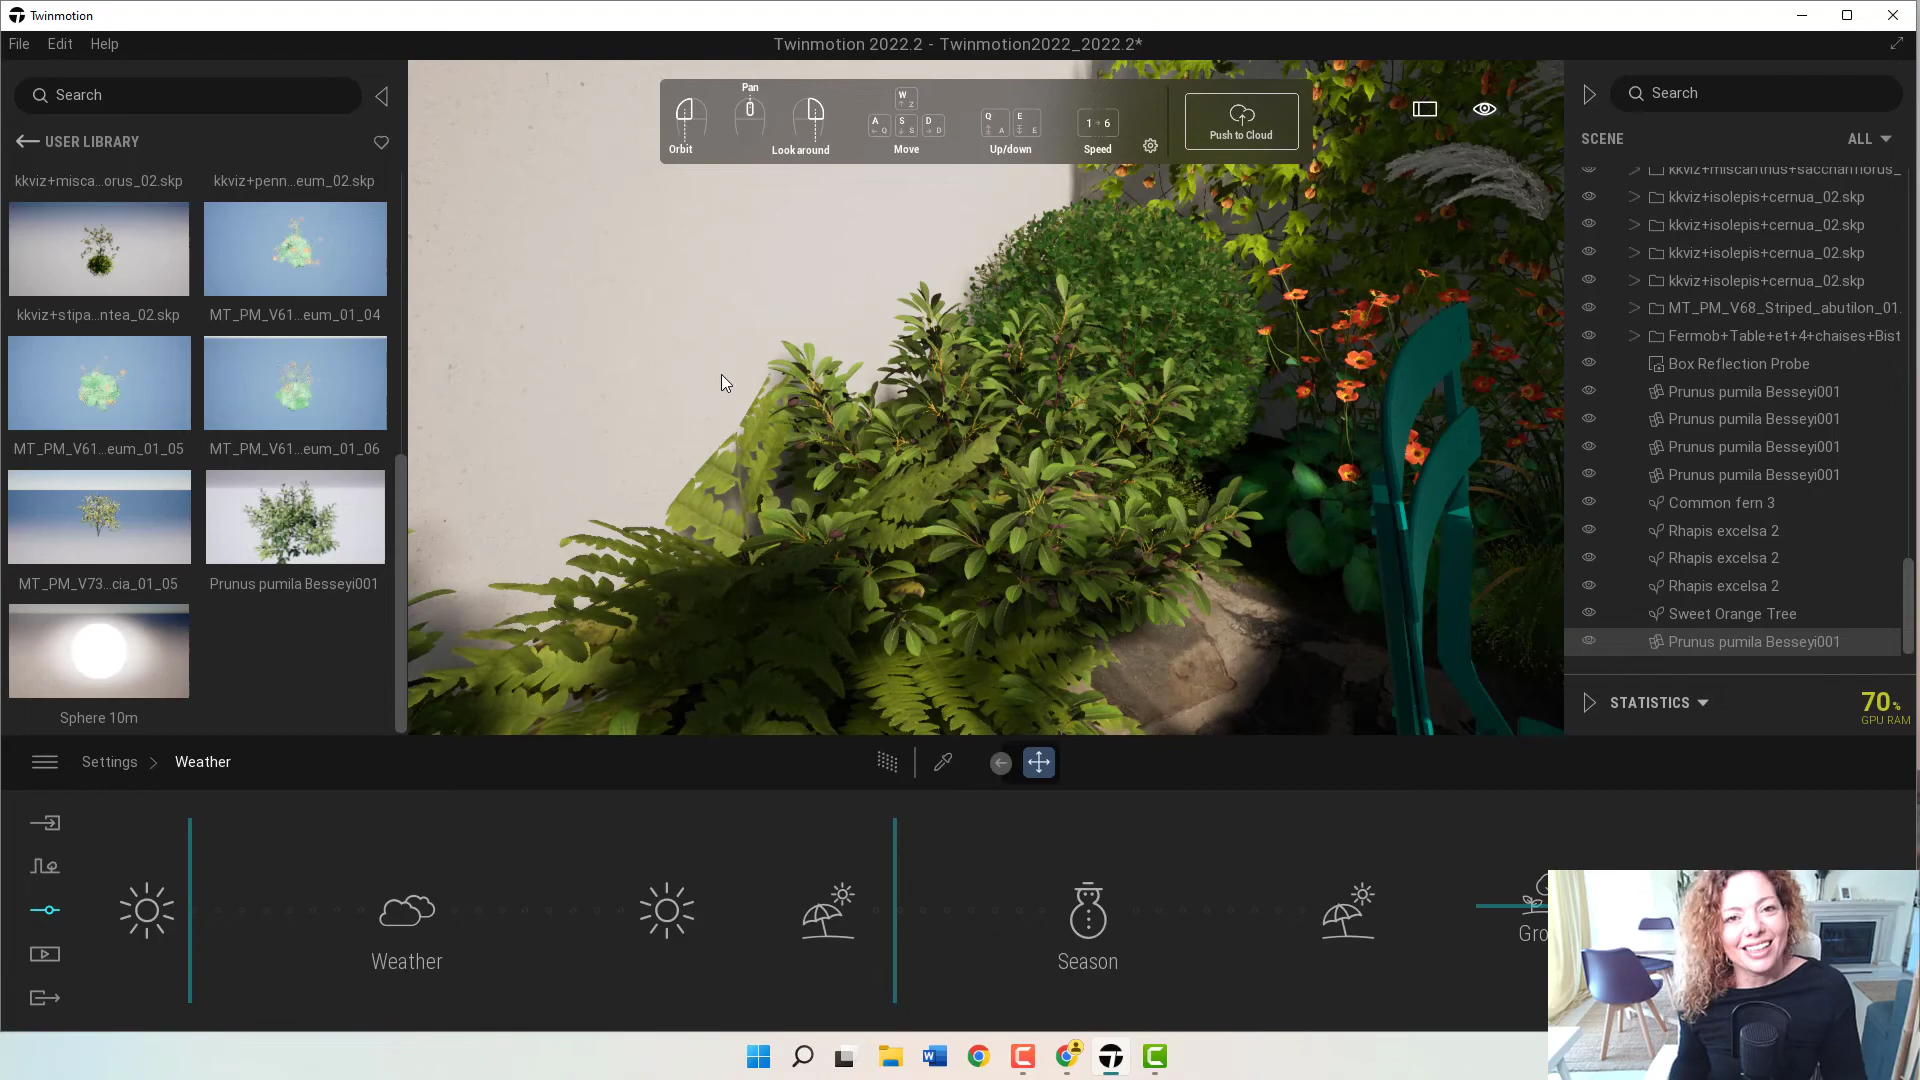 Twinmotion
File Edit Help
Twinmotion 2022.2 - Twinmotion2022_2022.2*
Search
USER LIBRARY
kkviz+misca...orus_02.skp
kkviz+penn...eum_02.skp
kkviz+stipa...ntea_02.skp
MT_PM_V61...eum_01_04
MT_PM_V61...eum_01_05
MT_PM_V61...eum_01_06
MT_PM_V73...cia_01_05
Prunus pumila Besseyi001
Sphere 10m
Orbit
Pan
Look around
W
Z
A
Q
S
S
D
D
Move
Q
A
E
E
Up/down
1 6
Speed
Push to Cloud
Search
SCENE
ALL
kkviz+miscanthus+sacchariflorus_
kkviz+isolepis+cernua_02.skp
kkviz+isolepis+cernua_02.skp
kkviz+isolepis+cernua_02.skp
kkviz+isolepis+cernua_02.skp
MT_PM_V68_Striped_abutilon_01.
Fermob+Table+et+4+chaises+Bist
Box Reflection Probe
Prunus pumila Besseyi001
Prunus pumila Besseyi001
Prunus pumila Besseyi001
Prunus pumila Besseyi001
Common fern 3
Rhapis excelsa 2
Rhapis excelsa 2
Rhapis excelsa 2
Sweet Orange Tree
Prunus pumila Besseyi001
STATISTICS
70%
GPU RAM
Settings > Weather
Weather
Season
Gro